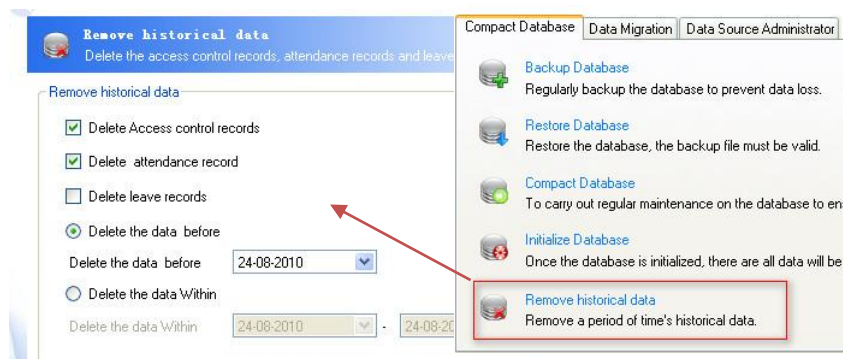 Remove historical data
Delete the access control records, attendance records and leave
Remove historical data
Delete Access control records
Delete attendance record
Delete leave records
Delete the data before
Delete the data before 24-08-2010
Delete the data Within
Delete the data Within 24-08-2010 - 24-08-20
Compact Database Data Migration Data Source Administrator
Backup Database
Regularly backup the database to prevent data loss.
Restore Database
Restore the database, the backup file must be valid.
Compact Database
To carry out regular maintenance on the database to en
Initialize Database
Once the database is initialized, there are all data will be
Remove historical data
Remove a period of time's historical data.